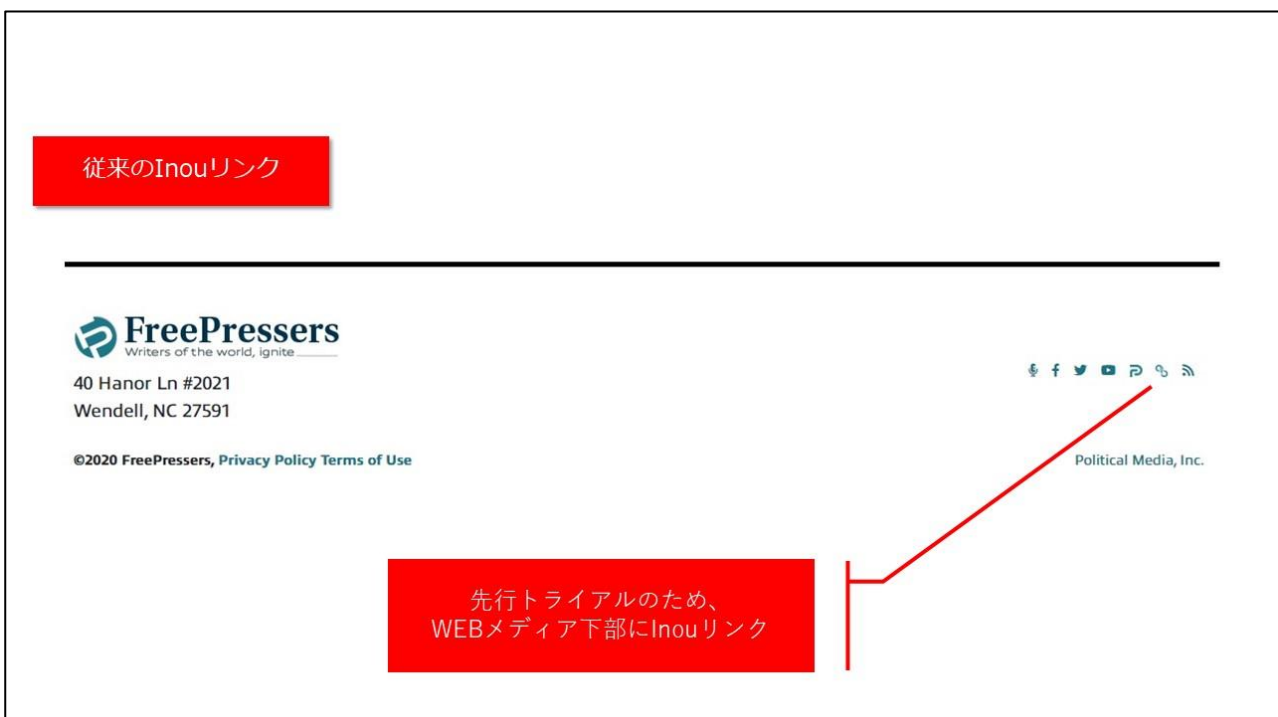 従来のInouリンク
FreePressers
Writers of the world, ignite
40 Hanor Ln #2021
Wendell, NC 27591
©2020 FreePressers, Privacy Policy Terms of Use
Political Media, Inc.
先行トライアルのため、
WEBメディア下部にInouリンク